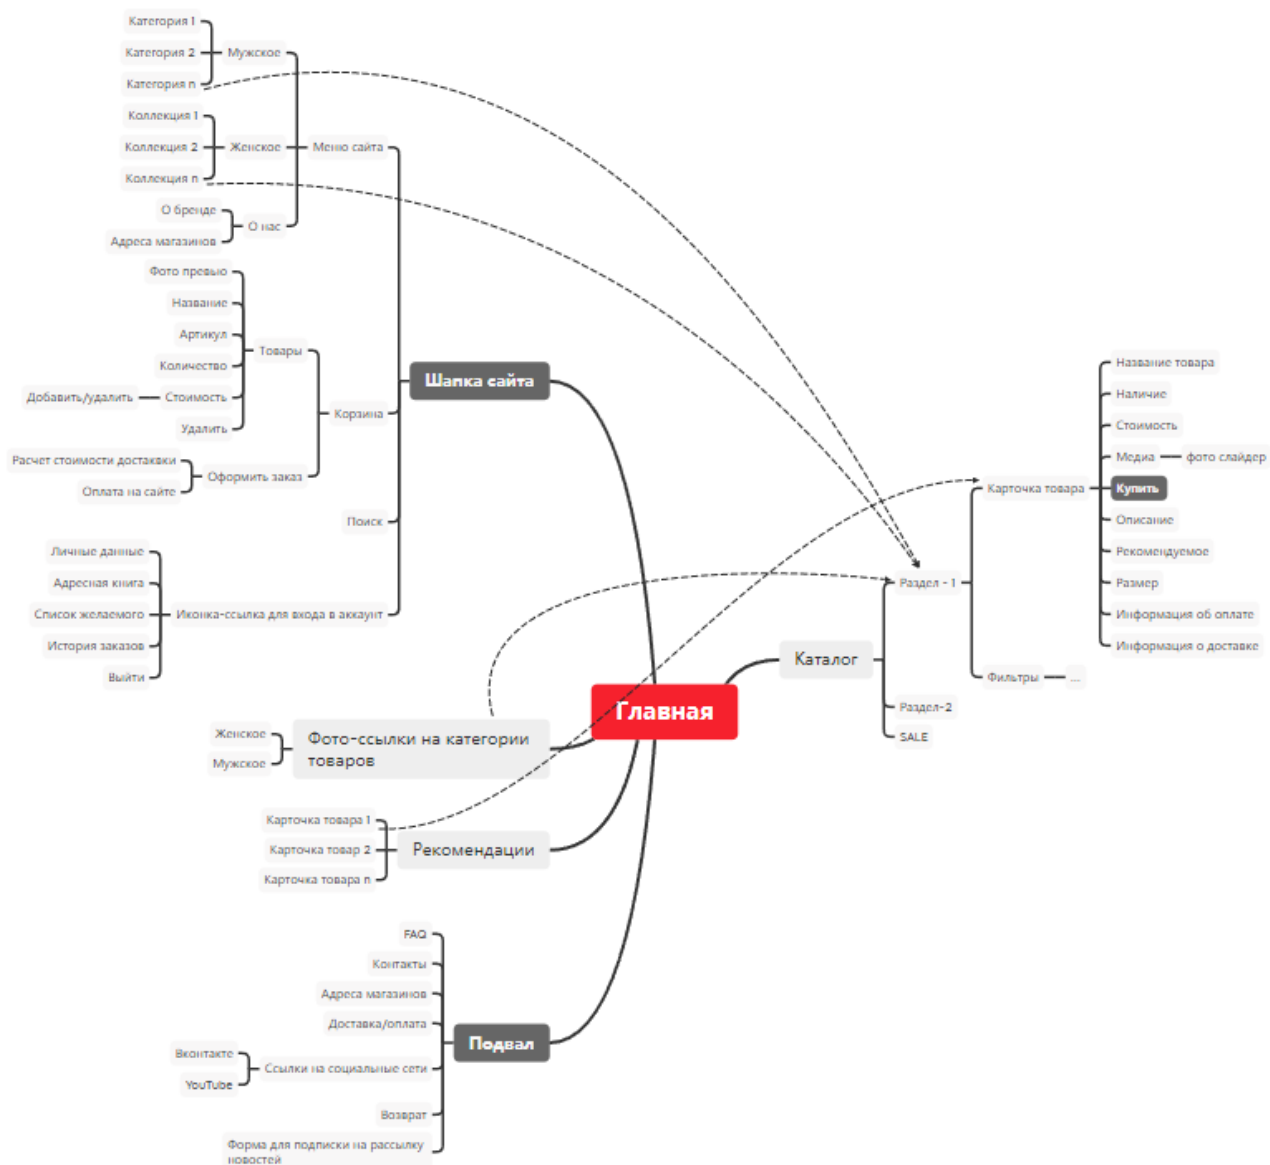 Категория 1
Категория 2
Мужское
Категория n
Коллекция 1
Коллекция 2
Женское
Меню сайта
Коллекция n
О бренде
О нас
Адреса магазинов
Фото превью
Название
Артикул
Товары
Количество
Добавить/удалить
Стоимость
Удалить
Шапка сайта
Корзина
Расчет стоимости достаквки
Оформить заказ
Оплата на сайте
Поиск
Личные данные
Адресная книга
Список желаемого
Иконка-ссылка для входа в аккаунт
История заказов
Выйти
Женское
Мужское
Фото-ссылки на категории
товаров
Главная
Карточка товара 1
Карточка товар 2
Карточка товара n
Рекомендации
FAQ
Контакты
Адреса магазинов
Доставка/оплата
Подвал
Вконтакте
YouTube
Ссылки на социальные сети
Возврат
Форма для подписки на рассылку
новостей
Каталог
Раздел - 1
Раздел-2
SALE
Карточка товара
Фильтры
...
Название товара
Наличие
Стоимость
Медиа
фото слайдер
Купить
Описание
Рекомендуемое
Размер
Информация об оплате
Информация о доставке